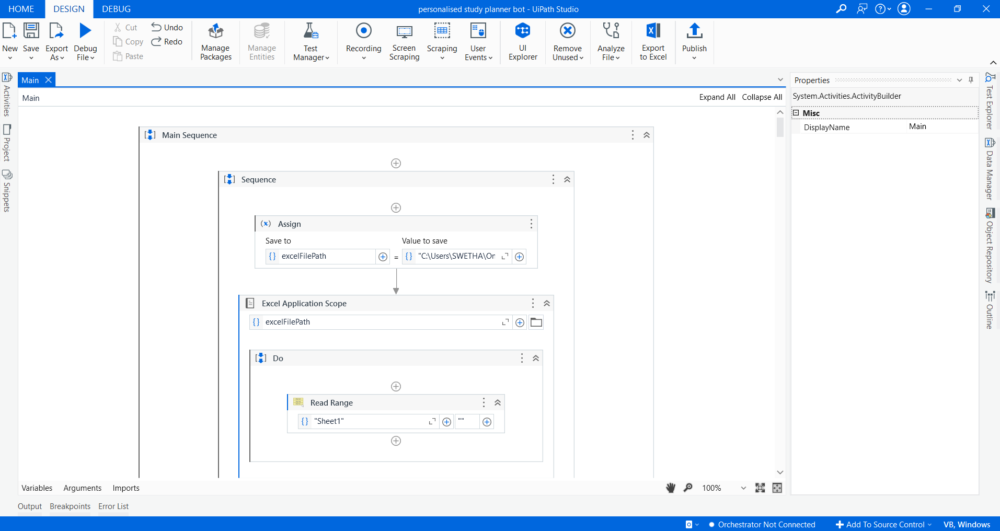 HOME DESIGN DEBUG personalised study planner bot - UiPath Studio
New Save Export As Debug File
Cut Undo
Copy Redo
Paste
Manage Packages
Manage Entities
Test Manager
Recording
Screen Scraping
Scraping
User Events
UI Explorer
Remove Unused
Analyze File
Export to Excel
Publish
Activities
Project
Snippets
Main
Main Expand All Collapse All
Main Sequence
Sequence
Assign
Save to Value to save
excelFilePath = "C:\Users\SWETHA\On
Excel Application Scope
excelFilePath
Do
Read Range
"Sheet1" ""
Variables Arguments Imports 100%
Output Breakpoints Error List
Properties
System.Activities.ActivityBuilder
Misc
DisplayName Main
Test Explorer
Data Manager
Object Repository
Outline
Orchestrator Not Connected Add To Source Control VB, Windows